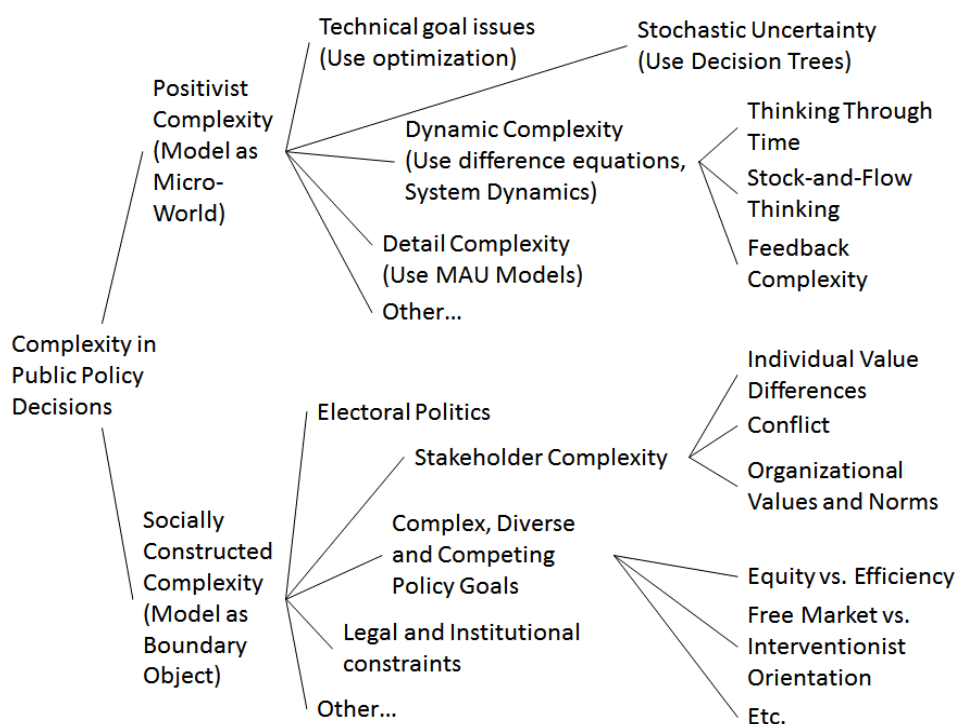 Complexity in
Public Policy
Decisions
Positivist
Complexity
(Model as
Micro-
World)
Technical goal issues
(Use optimization)
Stochastic Uncertainty
(Use Decision Trees)
Dynamic Complexity
(Use difference equations,
System Dynamics)
Thinking Through
Time
Stock-and-Flow
Thinking
Feedback
Complexity
Detail Complexity
(Use MAU Models)
Other...
Socially
Constructed
Complexity
(Model as
Boundary
Object)
Electoral Politics
Stakeholder Complexity
Individual Value
Differences
Conflict
Organizational
Values and Norms
Complex, Diverse
and Competing
Policy Goals
Equity vs. Efficiency
Free Market vs.
Interventionist
Orientation
Etc.
Legal and Institutional
constraints
Other...